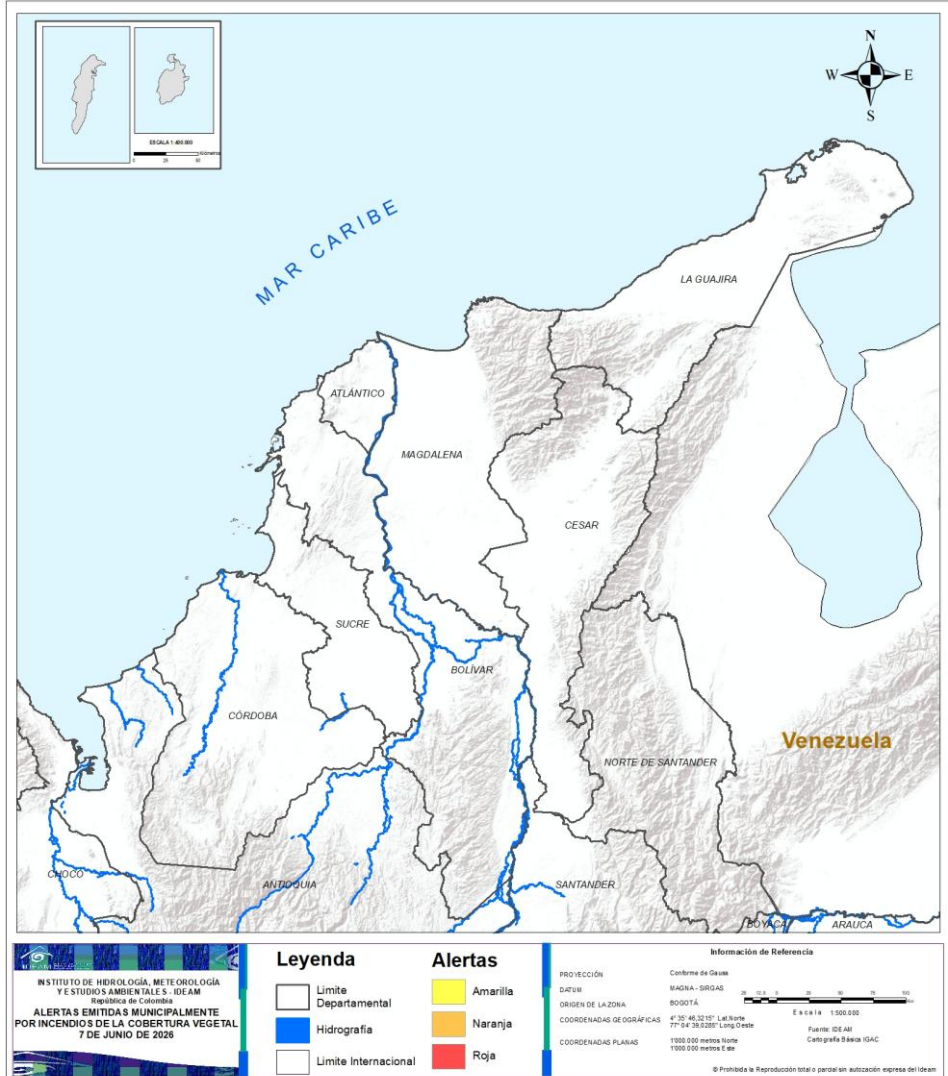 N
W
E
S
ESCALA 1:400.000
Kilómetros
MAR CARIBE
LA GUAJIRA
ATLÁNTICO
MAGDALENA
CESAR
SUCRE
BOLÍVAR
CÓRDOBA
Venezuela
NORTE DE SANTANDER
CHOCÓ
ANTIOQUIA
SANTANDER
BOYACÁ
ARAUCA
IDEAM
INSTITUTO DE HIDROLOGÍA, METEOROLOGÍA
Y ESTUDIOS AMBIENTALES - IDEAM
República de Colombia
ALERTAS EMITIDAS MUNICIPALMENTE
POR INCENDIOS DE LA COBERTURA VEGETAL
7 DE JUNIO DE 2026
Leyenda
Limite
Departamental
Hidrografía
Limite Internacional
Alertas
Amarilla
Naranja
Roja
Información de Referencia
PROYECCIÓN Conforme de Gauss
DATUM MAGNA - SIRGAS
ORIGEN DE LA ZONA BOGOTÁ
COORDENADAS GEOGRÁFICAS 4° 35' 46,3215" Lat.Norte
77° 04' 39,0285" Long.Oeste
COORDENADAS PLANAS 1'000.000 metros Norte
1'000.000 metros Este
Escala 1:500.000
Fuente: IDEAM
Cartografía Básica IGAC
© Prohibida la Reproducción total o parcial sin autozación expresa del Ideam